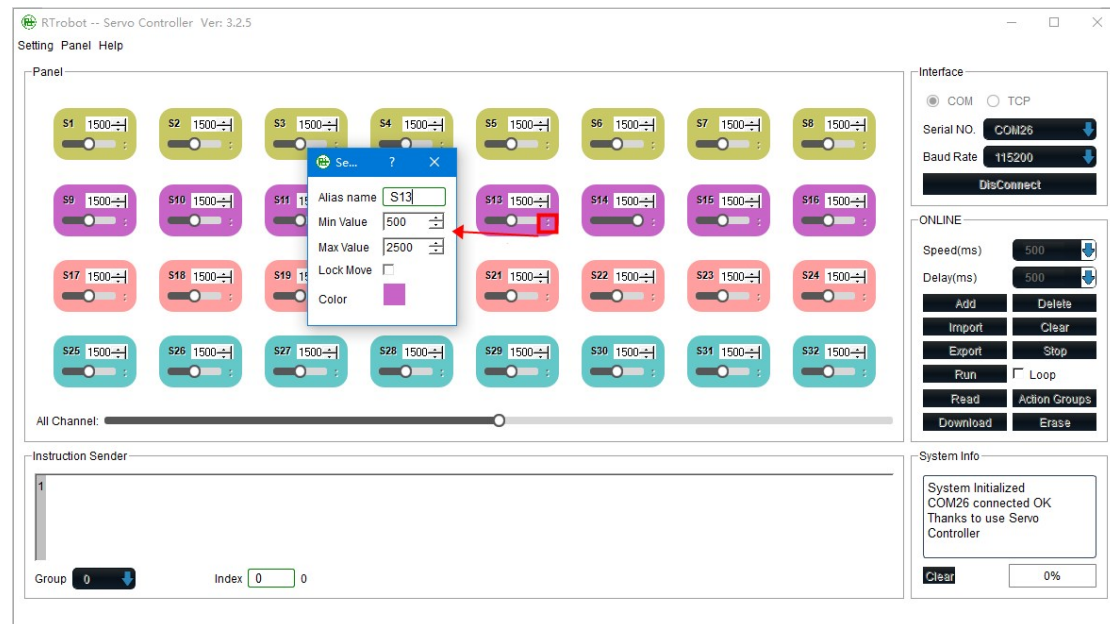 RTrobot -- Servo Controller Ver: 3.2.5
Setting Panel Help
Panel
S1 1500 S2 1500 S3 1500 S4 1500 S5 1500 S6 1500 S7 1500 S8 1500
S9 1500 S10 1500 S11 S13 1500 S14 1500 S15 1500 S16 1500
S17 1500 S18 1500 S19 S21 1500 S22 1500 S23 1500 S24 1500
S25 1500 S26 1500 S27 1500 S28 1500 S29 1500 S30 1500 S31 1500 S32 1500
All Channel:
Se... ?
Alias name S13
Min Value 500
Max Value 2500
Lock Move
Color
Interface
COM TCP
Serial NO. COM26
Baud Rate 115200
DisConnect
ONLINE
Speed(ms) 500
Delay(ms) 500
Add Delete
Import Clear
Export Stop
Run Loop
Read Action Groups
Download Erase
Instruction Sender
1
Group 0 Index 0 0
System Info
System Initialized
COM26 connected OK
Thanks to use Servo
Controller
Clear 0%